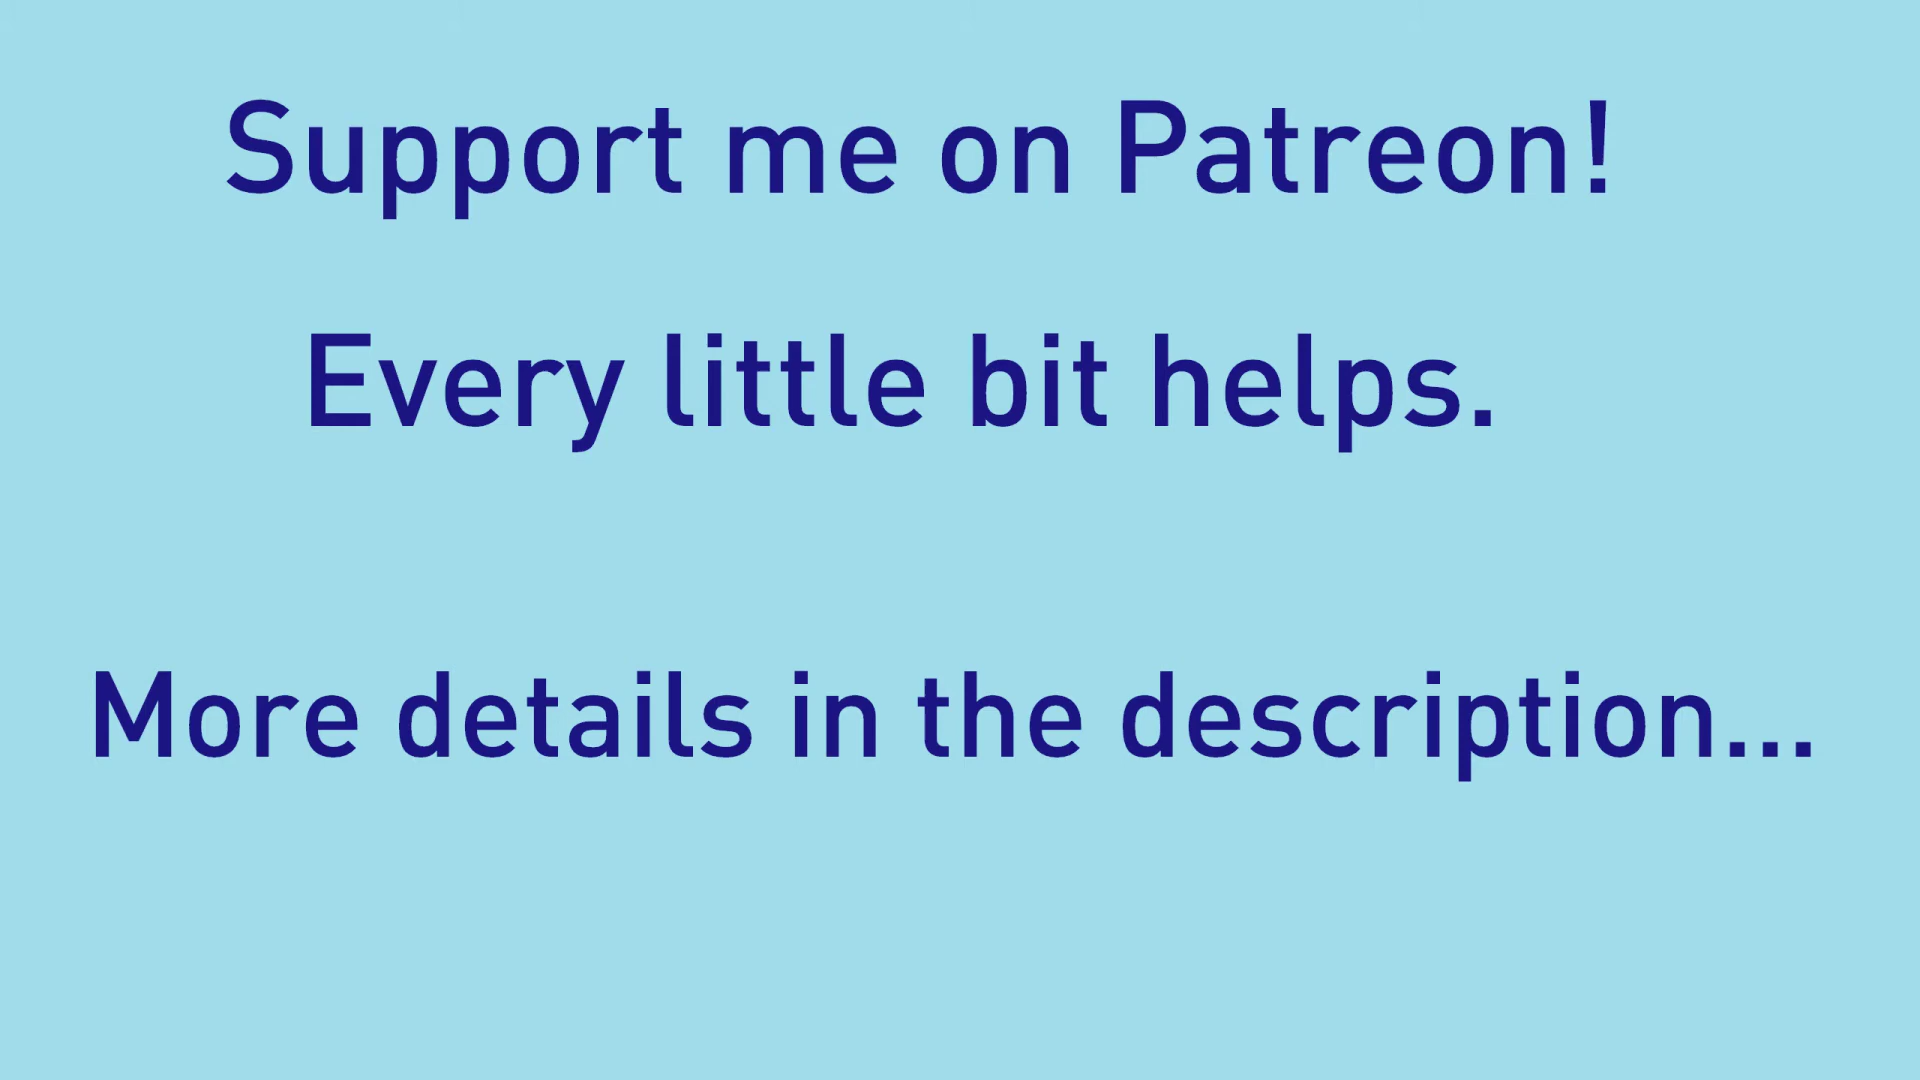 Support me on Patreon!
Every little bit helps.
More details in the description...